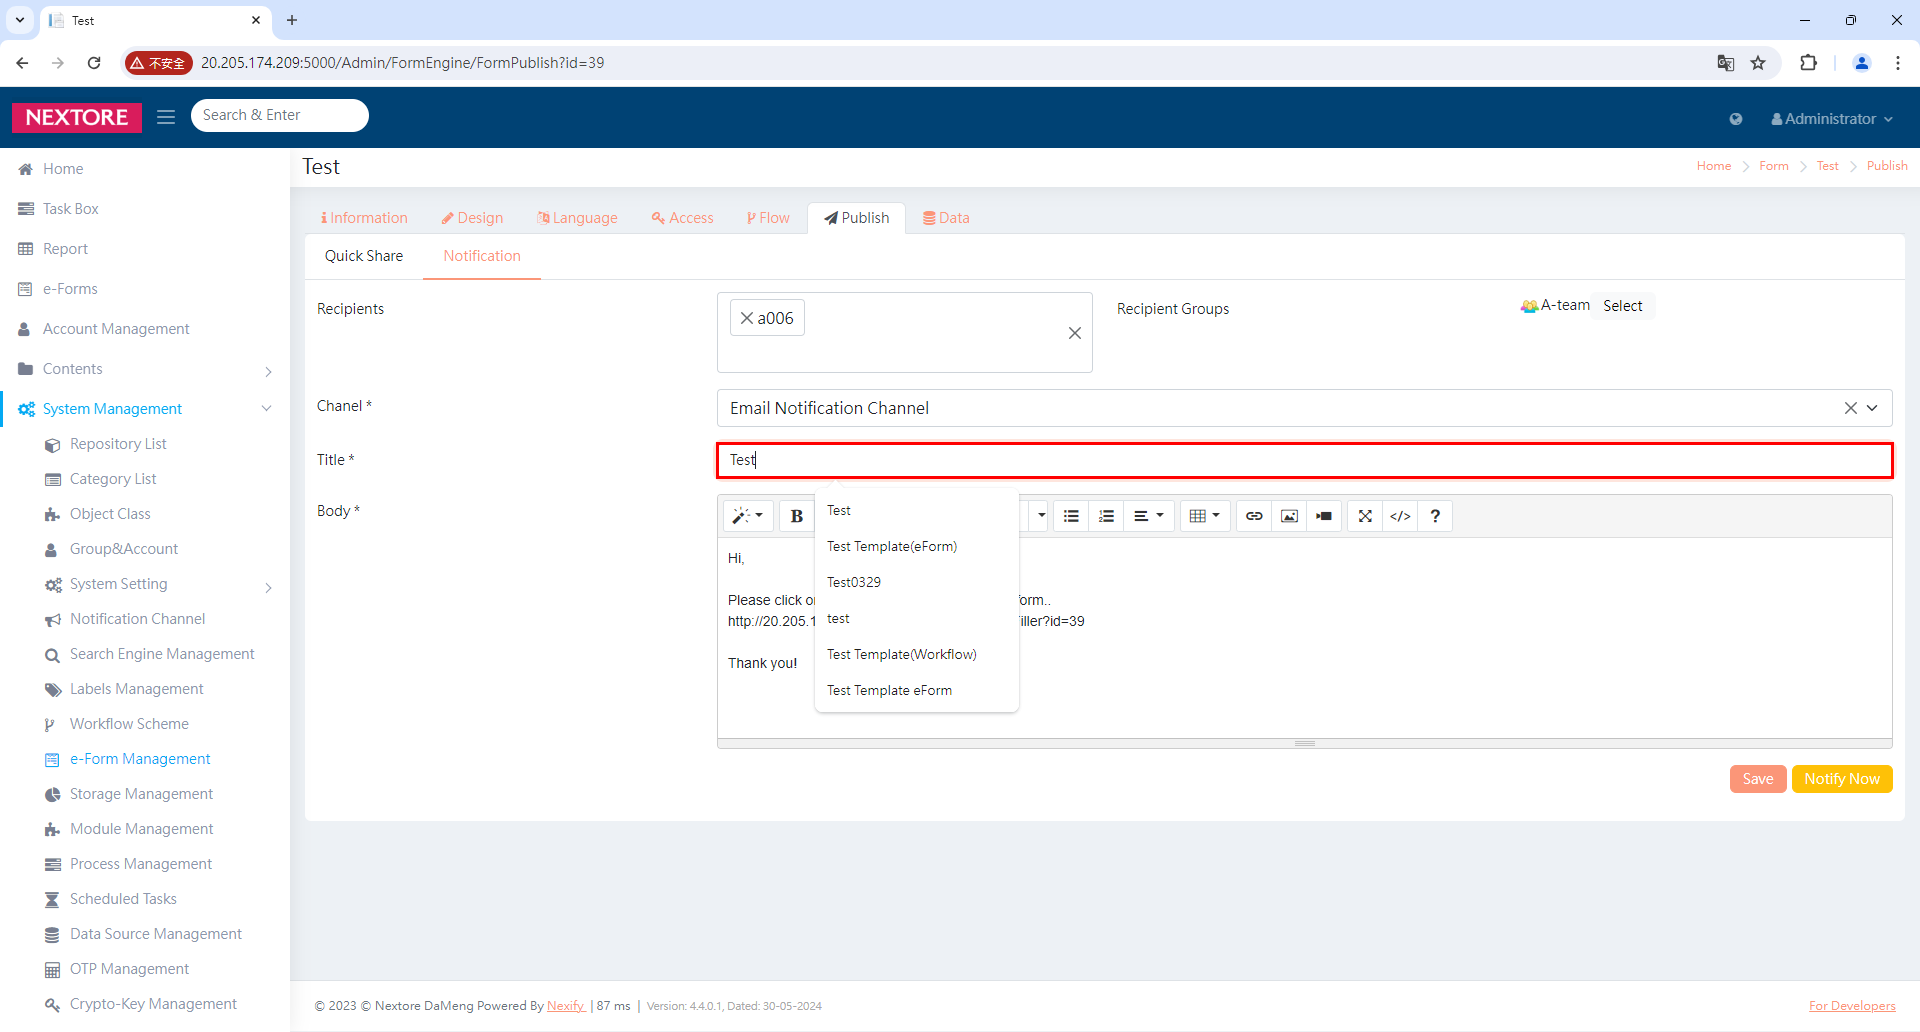 Test
不安全
20.205.174.209:5000/Admin/FormEngine/FormPublish?id=39
NEXTORE
Search & Enter
Administrator
Home
Task Box
Report
e-Forms
Account Management
Contents
System Management
Repository List
Category List
Object Class
Group&Account
System Setting
Notification Channel
Search Engine Management
Labels Management
Workflow Scheme
e-Form Management
Storage Management
Module Management
Process Management
Scheduled Tasks
Data Source Management
OTP Management
Crypto-Key Management
Test
Home Form Test Publish
Information Design Language Access Flow Publish Data
Quick Share Notification
Recipients
a006
Recipient Groups
A-team Select
Chanel *
Email Notification Channel
Title *
Test
Body *
B
</>
?
Test
Test Template(eForm)
Test0329
test
Test Template(Workflow)
Test Template eForm
Hi,
Please click form..
http://20.205. iller?id=39
Thank you!
Save Notify Now
© 2023 © Nextore DaMeng Powered By Nexify | 87 ms | Version: 4.4.0.1, Dated: 30-05-2024
For Developers